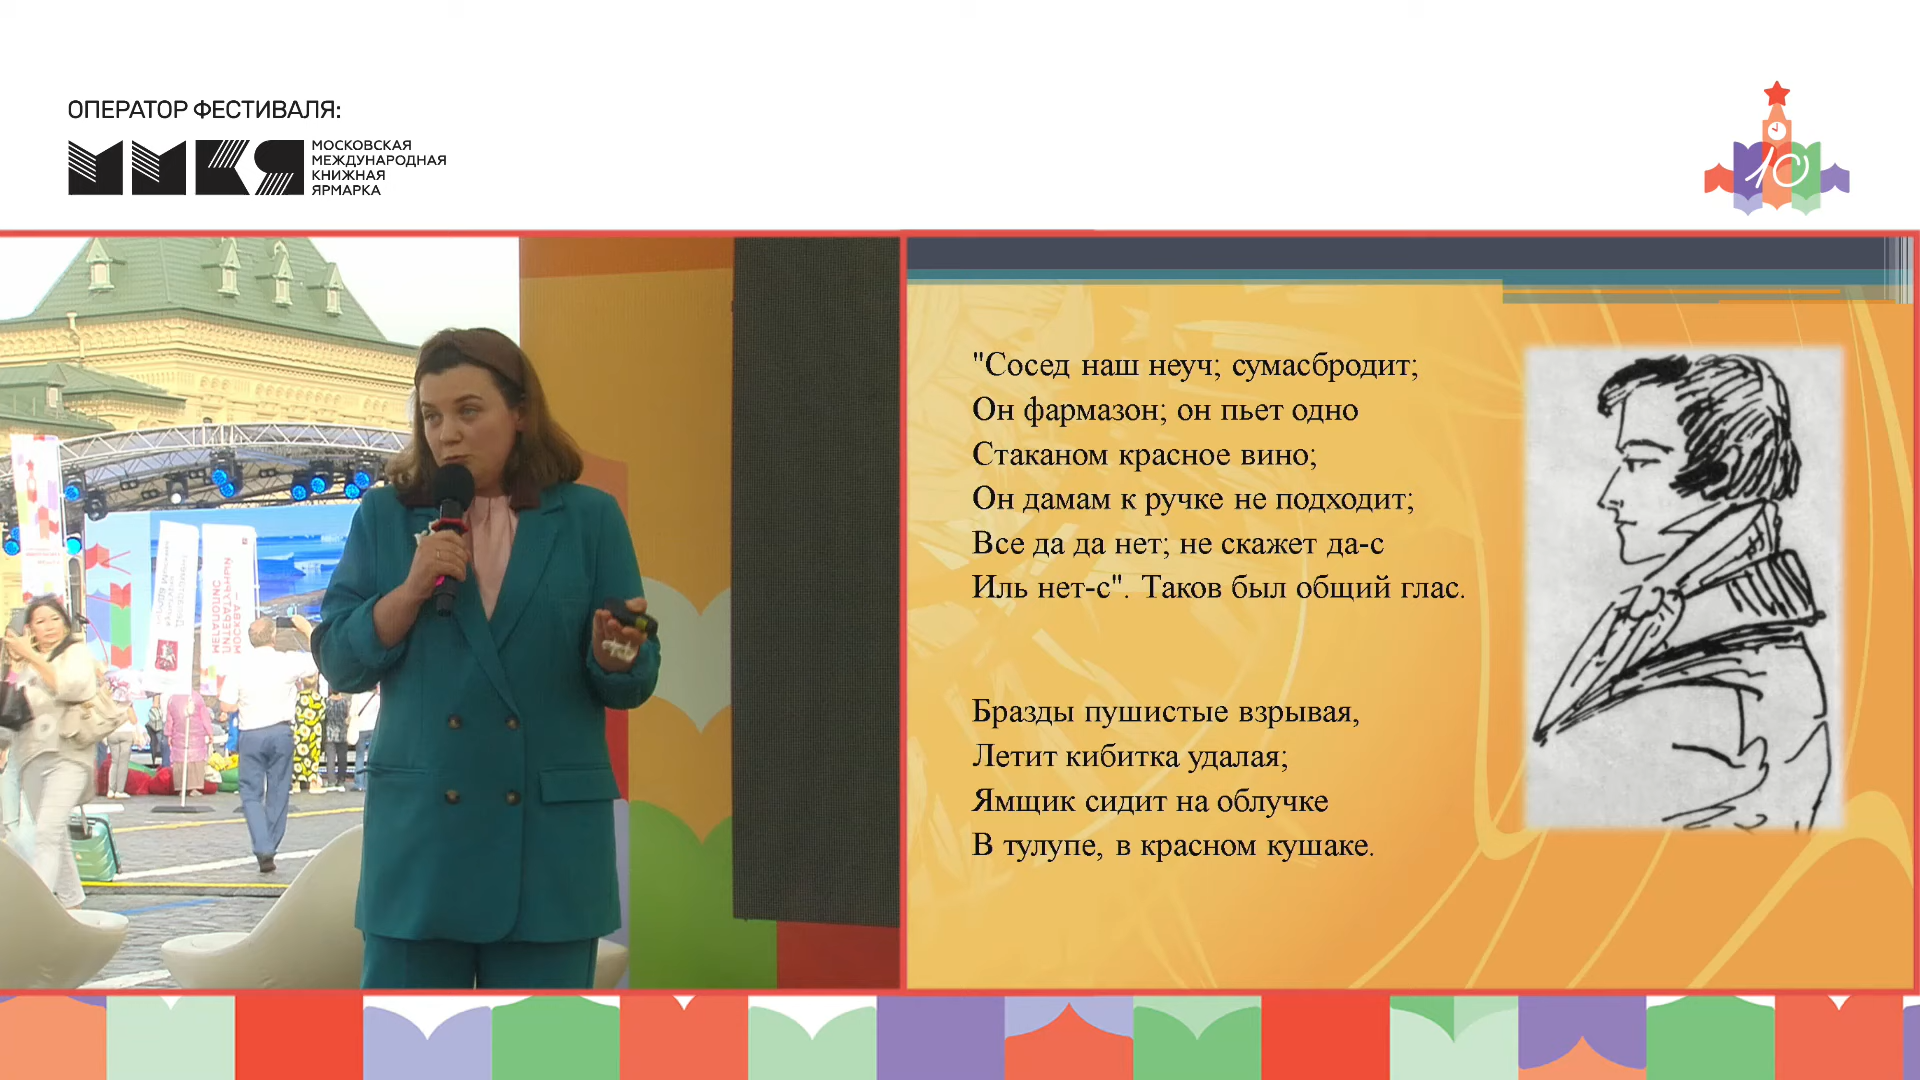 ОПЕРАТОР ФЕСТИВАЛЯ:
ММКЯ
МОСКОВСКАЯ
МЕЖДУНАРОДНАЯ
КНИЖНАЯ
ЯРМАРКА
10
"Сосед наш неуч; сумасбродит;
Он фармазон; он пьет одно
Стаканом красное вино;
Он дамам к ручке не подходит;
Все да да нет; не скажет да-с
Иль нет-с". Таков был общий глас.
Бразды пушистые взрывая,
Летит кибитка удалая;
Ямщик сидит на облучке
В тулупе, в красном кушаке.